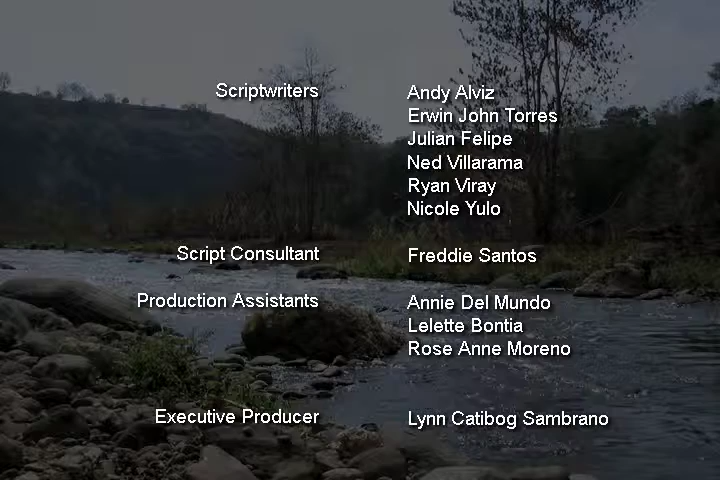 Scriptwriters Andy Alviz
Erwin John Torres
Julian Felipe
Ned Villarama
Ryan Viray
Nicole Yulo
Script Consultant Freddie Santos
Production Assistants Annie Del Mundo
Lelette Bontia
Rose Anne Moreno
Executive Producer Lynn Catibog Sambrano